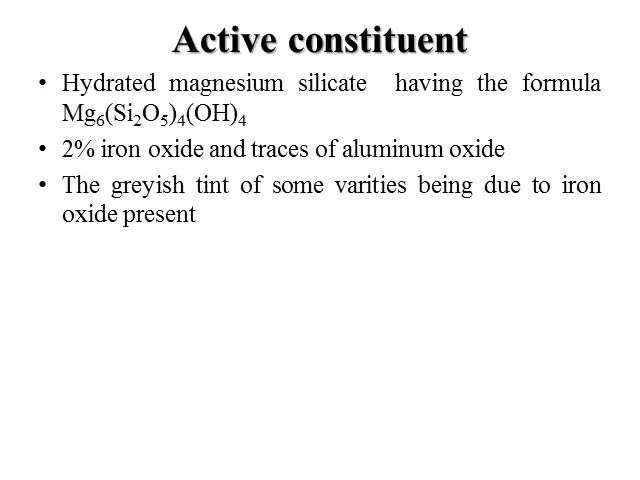 Active constituent
• Hydrated magnesium silicate having the formula
Mg₆(Si₂O₅)₄(OH)₄
• 2% iron oxide and traces of aluminum oxide
• The greyish tint of some varities being due to iron
oxide present